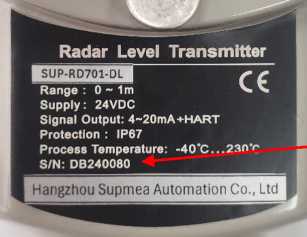 Radar Level Transmitter
SUP-RD701-DL
CE
Range : 0 ~ 1m
Supply : 24VDC
Signal Output: 4~20mA+HART
Protection : IP67
Process Temperature: -40℃...230℃
S/N: DB240080
Hangzhou Supmea Automation Co., Ltd